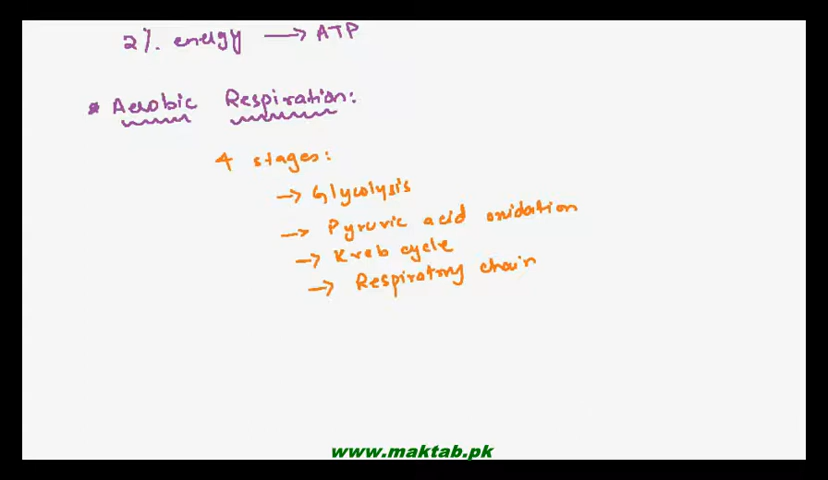 2% energy → ATP
* Aerobic Respiration:
4 stages:
→ Glycolysis
→ Pyruvic acid oxidation
→ Kreb cycle
→ Respiratory chain
www.maktab.pk